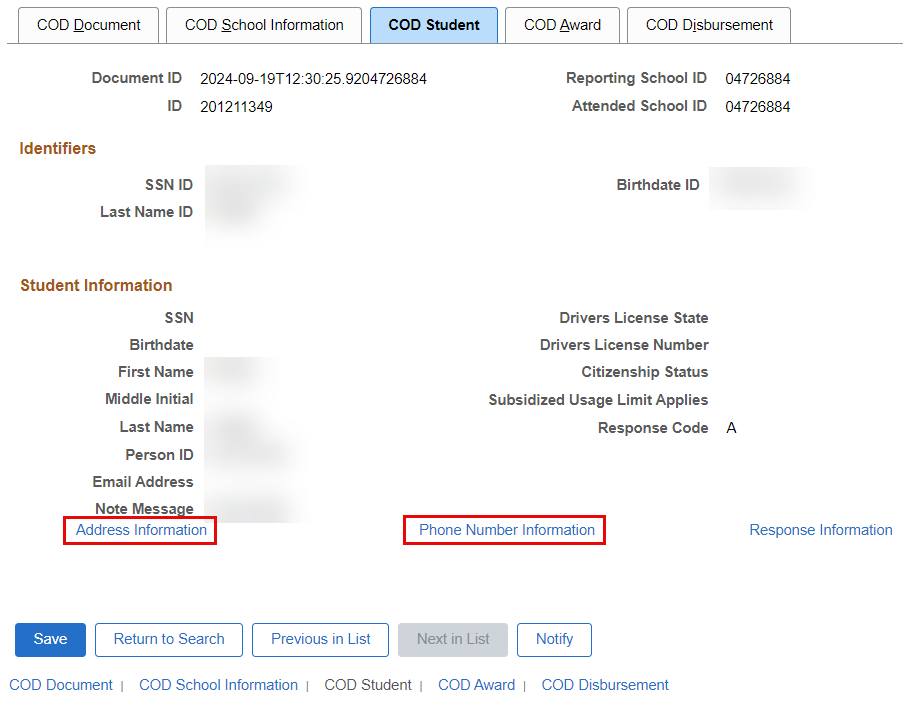 COD Document COD School Information COD Student COD Award COD Disbursement
Document ID 2024-09-19T12:30:25.9204726884 Reporting School ID 04726884
ID 201211349 Attended School ID 04726884
Identifiers
SSN ID Birthdate ID
Last Name ID
Student Information
SSN Drivers License State
Birthdate Drivers License Number
First Name Citizenship Status
Middle Initial Subsidized Usage Limit Applies
Last Name Response Code A
Person ID
Email Address
Note Message
Address Information Phone Number Information Response Information
Save Return to Search Previous in List Next in List Notify
COD Document | COD School Information | COD Student | COD Award | COD Disbursement